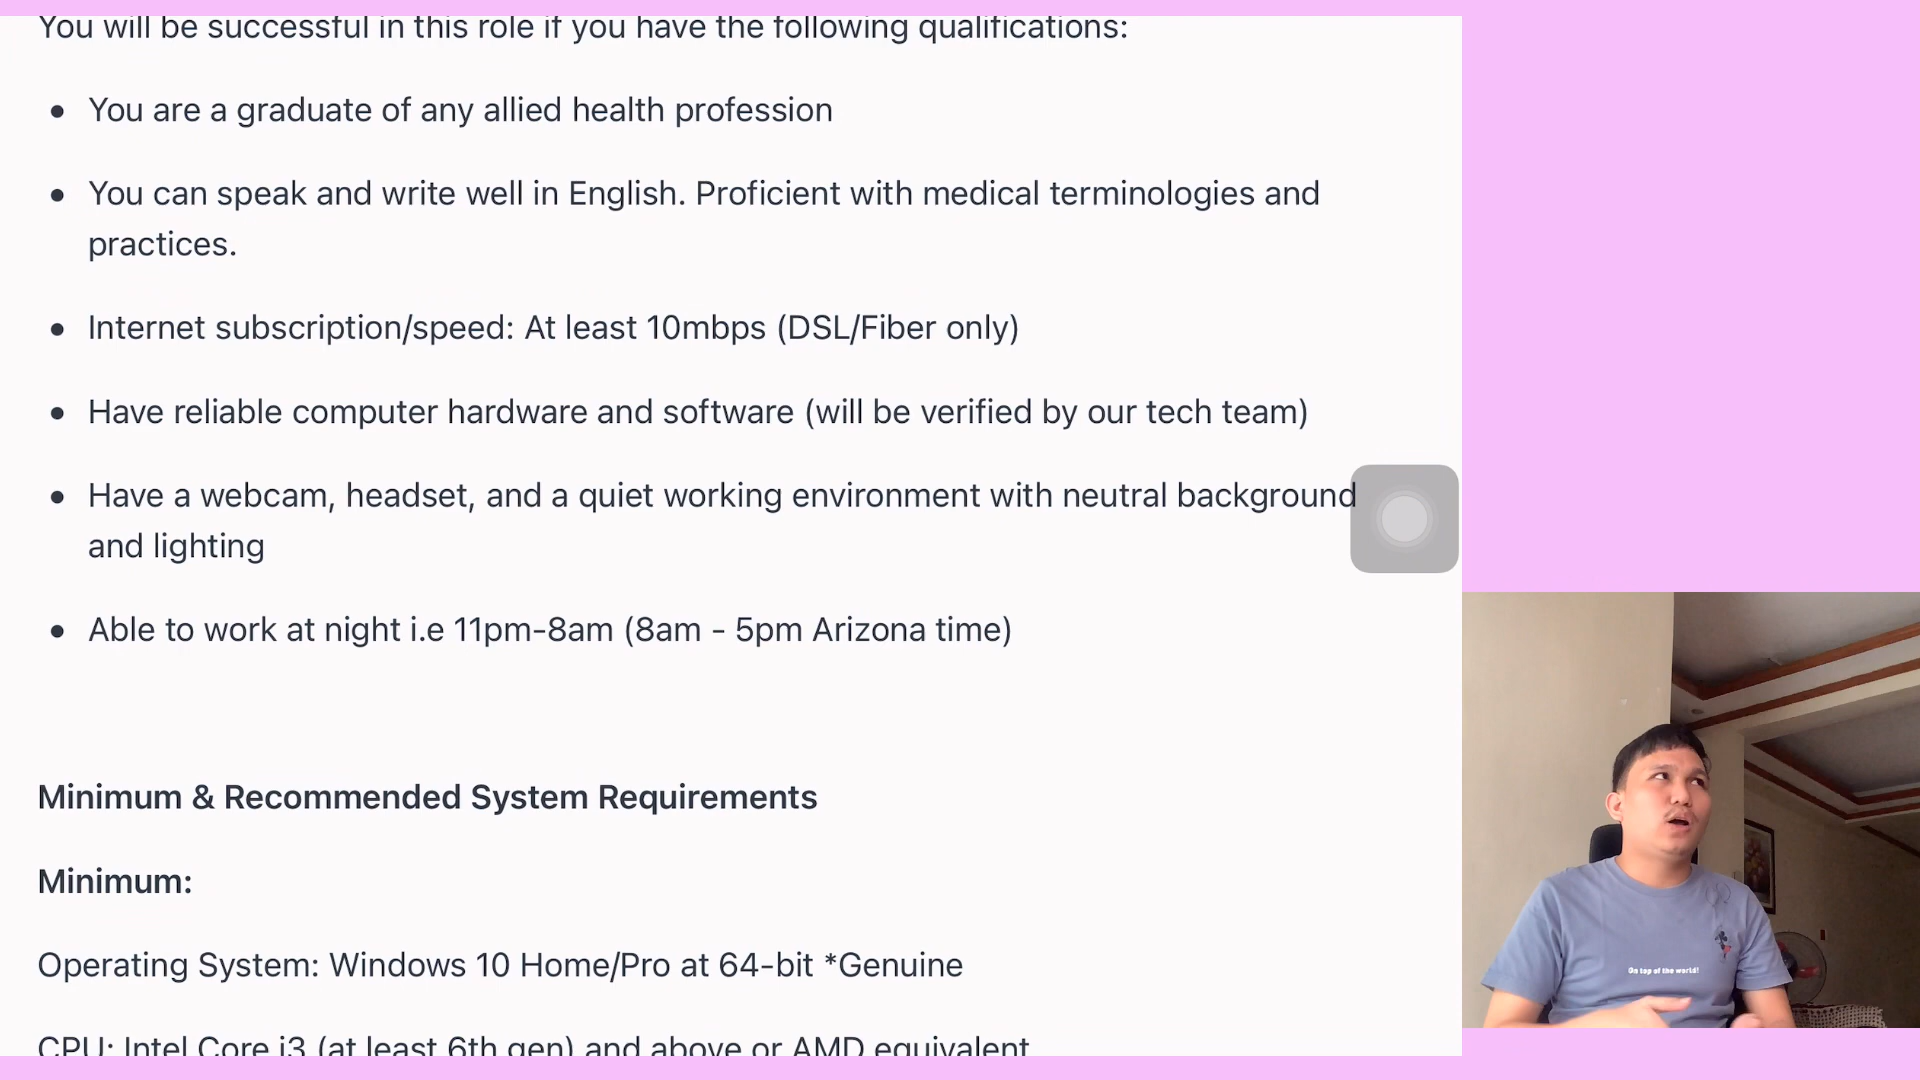 You will be successful in this role if you have the following qualifications:
• You are a graduate of any allied health profession
• You can speak and write well in English. Proficient with medical terminologies and
practices.
• Internet subscription/speed: At least 10mbps (DSL/Fiber only)
• Have reliable computer hardware and software (will be verified by our tech team)
• Have a webcam, headset, and a quiet working environment with neutral background
and lighting
• Able to work at night i.e 11pm-8am (8am - 5pm Arizona time)
Minimum & Recommended System Requirements
Minimum:
Operating System: Windows 10 Home/Pro at 64-bit *Genuine
CPU: Intel Core i3 (at least 6th gen) and above or AMD equivalent
On top of the world!